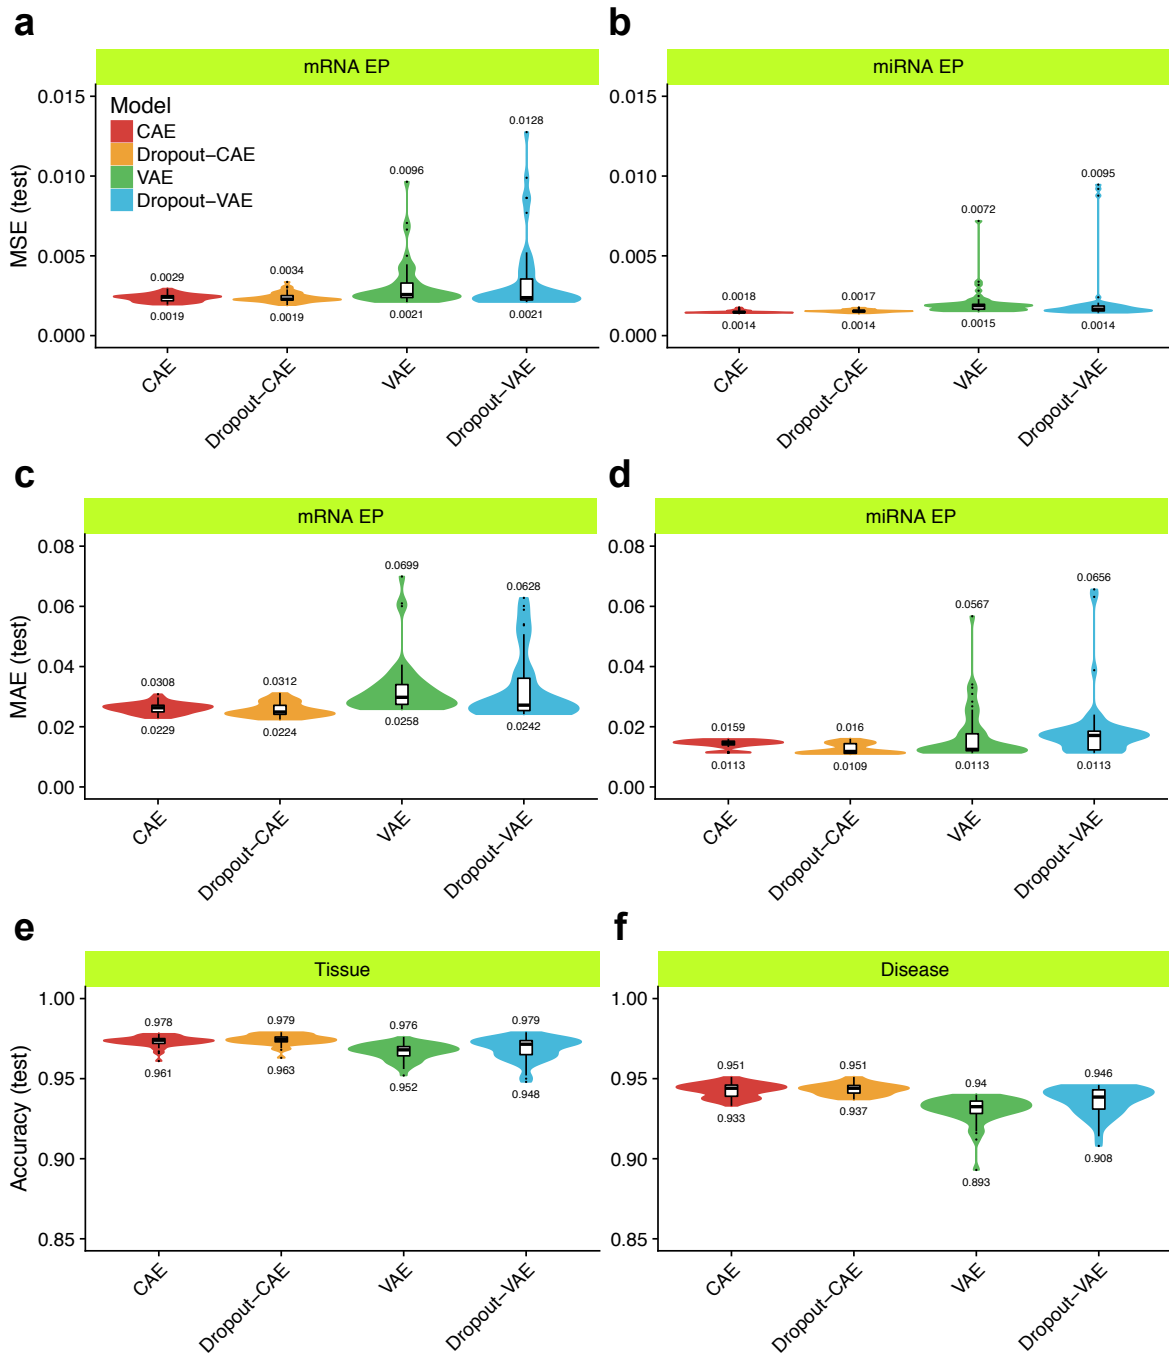 a
b
mRNA EP
miRNA EP
Model
CAE
Dropout−CAE
VAE
Dropout−VAE
MSE (test)
0.015
0.010
0.005
0.000
0.0029
0.0019
0.0034
0.0019
0.0096
0.0021
0.0128
0.0021
CAE
Dropout−CAE
VAE
Dropout−VAE
0.015
0.010
0.005
0.000
0.0018
0.0014
0.0017
0.0014
0.0072
0.0015
0.0095
0.0014
CAE
Dropout−CAE
VAE
Dropout−VAE
c
d
mRNA EP
miRNA EP
MAE (test)
0.08
0.06
0.04
0.02
0.00
0.0308
0.0229
0.0312
0.0224
0.0699
0.0258
0.0628
0.0242
CAE
Dropout−CAE
VAE
Dropout−VAE
0.08
0.06
0.04
0.02
0.00
0.0159
0.0113
0.016
0.0109
0.0567
0.0113
0.0656
0.0113
CAE
Dropout−CAE
VAE
Dropout−VAE
e
f
Tissue
Disease
Accuracy (test)
1.00
0.95
0.90
0.85
0.978
0.961
0.979
0.963
0.976
0.952
0.979
0.948
CAE
Dropout−CAE
VAE
Dropout−VAE
1.00
0.95
0.90
0.85
0.951
0.933
0.951
0.937
0.94
0.893
0.946
0.908
CAE
Dropout−CAE
VAE
Dropout−VAE